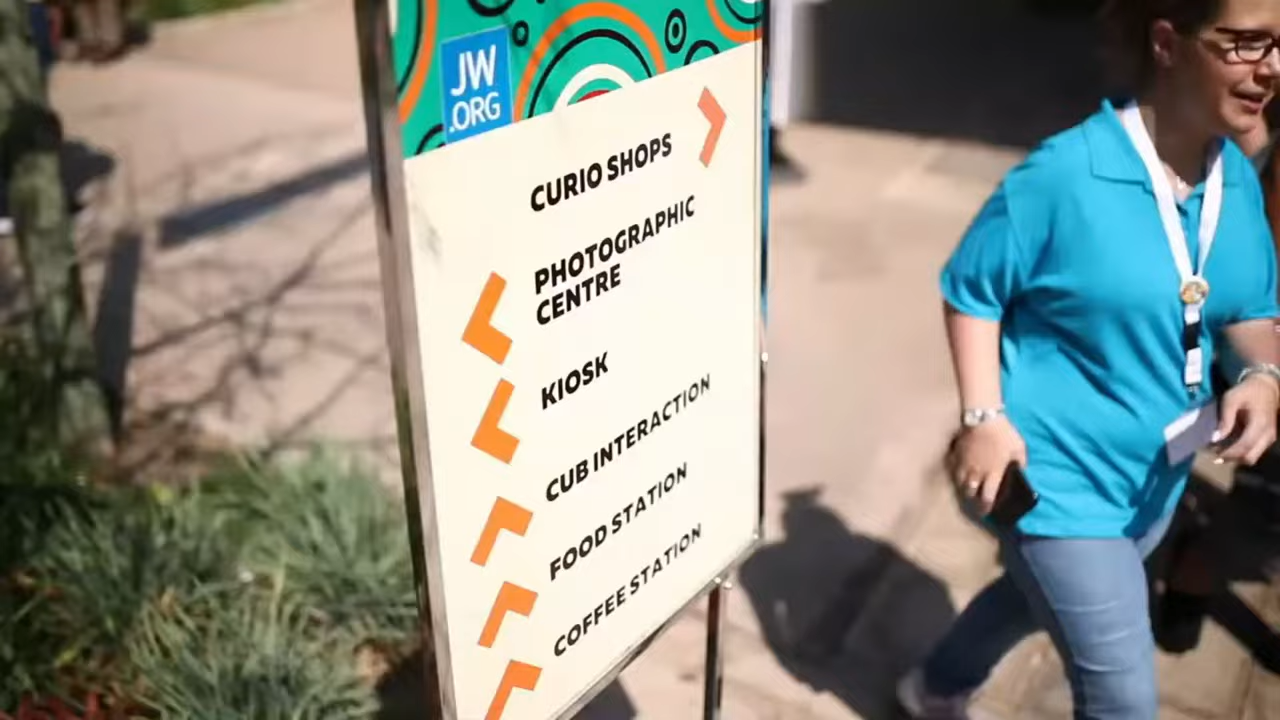 JW
.ORG
CURIO SHOPS
PHOTOGRAPHIC
CENTRE
KIOSK
CUB INTERACTION
FOOD STATION
COFFEE STATION